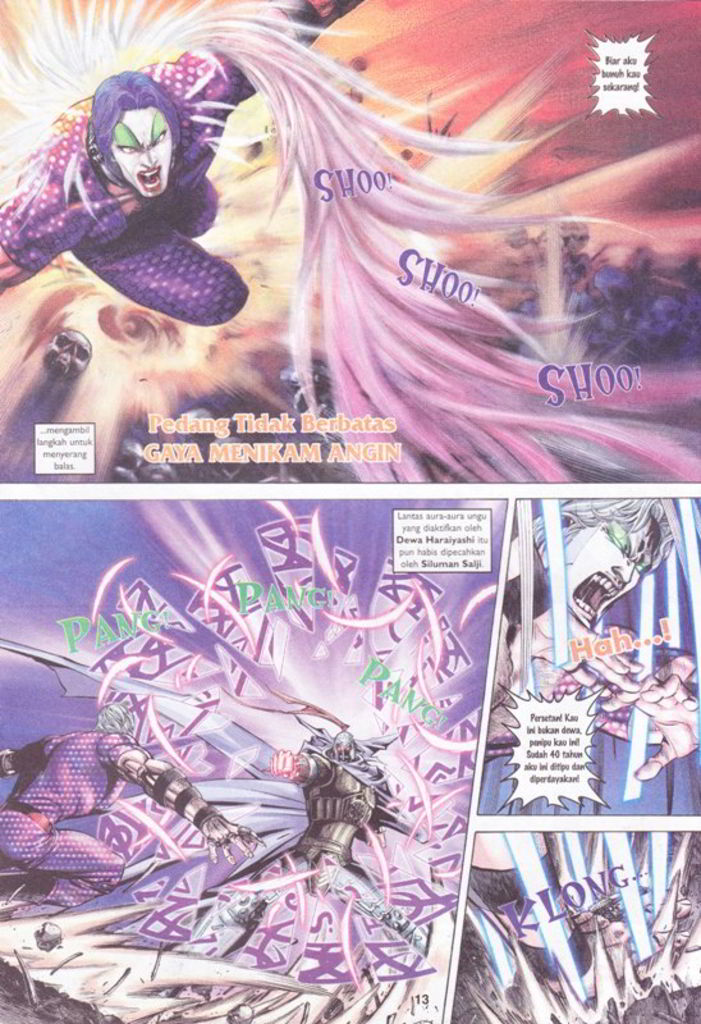 Biar aku
bunuh kau
sekarang!
SHOO!
SHOO!
SHOO!
...mengambil
langkah untuk
menyerang
balas.
Pedang Tidak Berbatas
GAYA MENIKAM ANGIN
Lantas aura-aura ungu
yang diaktifkan oleh
Dewa Haraiyashi itu
pun habis dipecahkan
oleh Siluman Salji.
PANG!
PANG!
PANG!
Hah...!
Persetan! Kau
ini bukan dewa,
penipu kau ini!
Sudah 40 tahun
aku ini ditipu dan
diperdayakan!
KLONG...
13